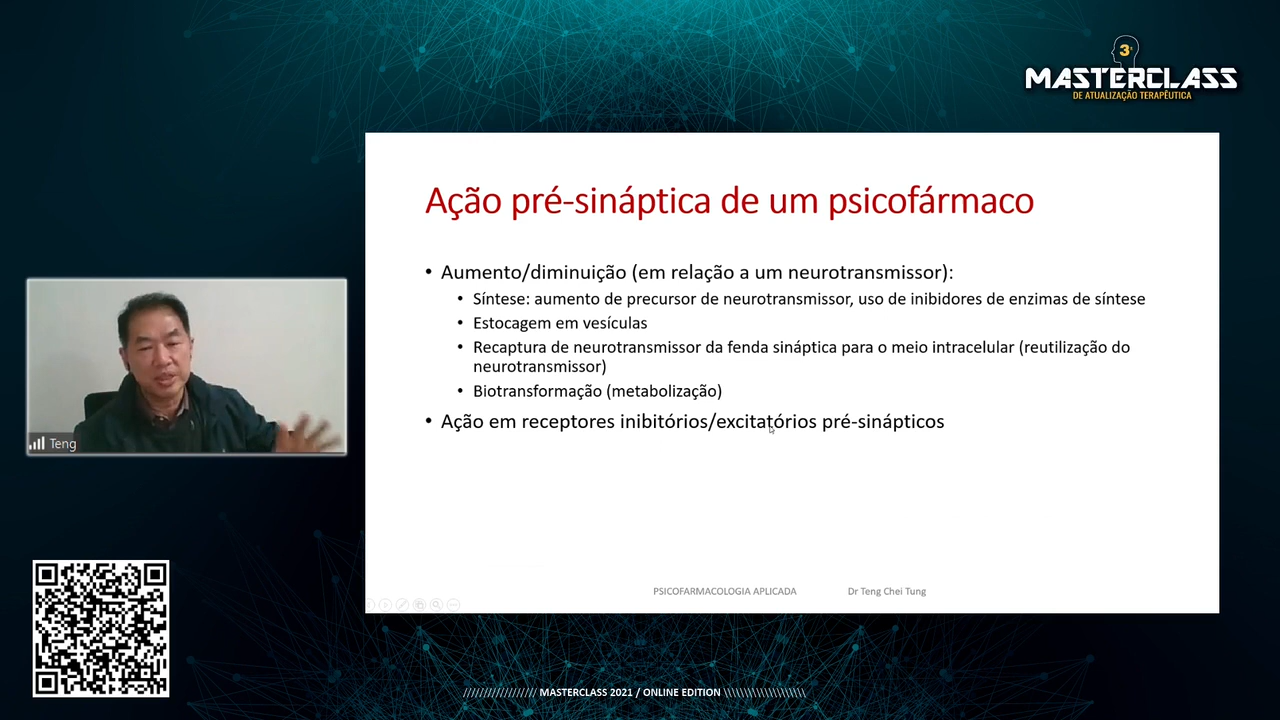 3ª
MASTERCLASS
DE ATUALIZAÇÃO TERAPÊUTICA
Ação pré-sináptica de um psicofármaco
• Aumento/diminuição (em relação a um neurotransmissor):
• Síntese: aumento de precursor de neurotransmissor, uso de inibidores de enzimas de síntese
• Estocagem em vesículas
• Recaptura de neurotransmissor da fenda sináptica para o meio intracelular (reutilização do
neurotransmissor)
• Biotransformação (metabolização)
• Ação em receptores inibitórios/excitatórios pré-sinápticos
Teng
PSICOFARMACOLOGIA APLICADA Dr Teng Chei Tung
////////////////// MASTERCLASS 2021 / ONLINE EDITION \\\\\\\\\\\\\\\\\\\\